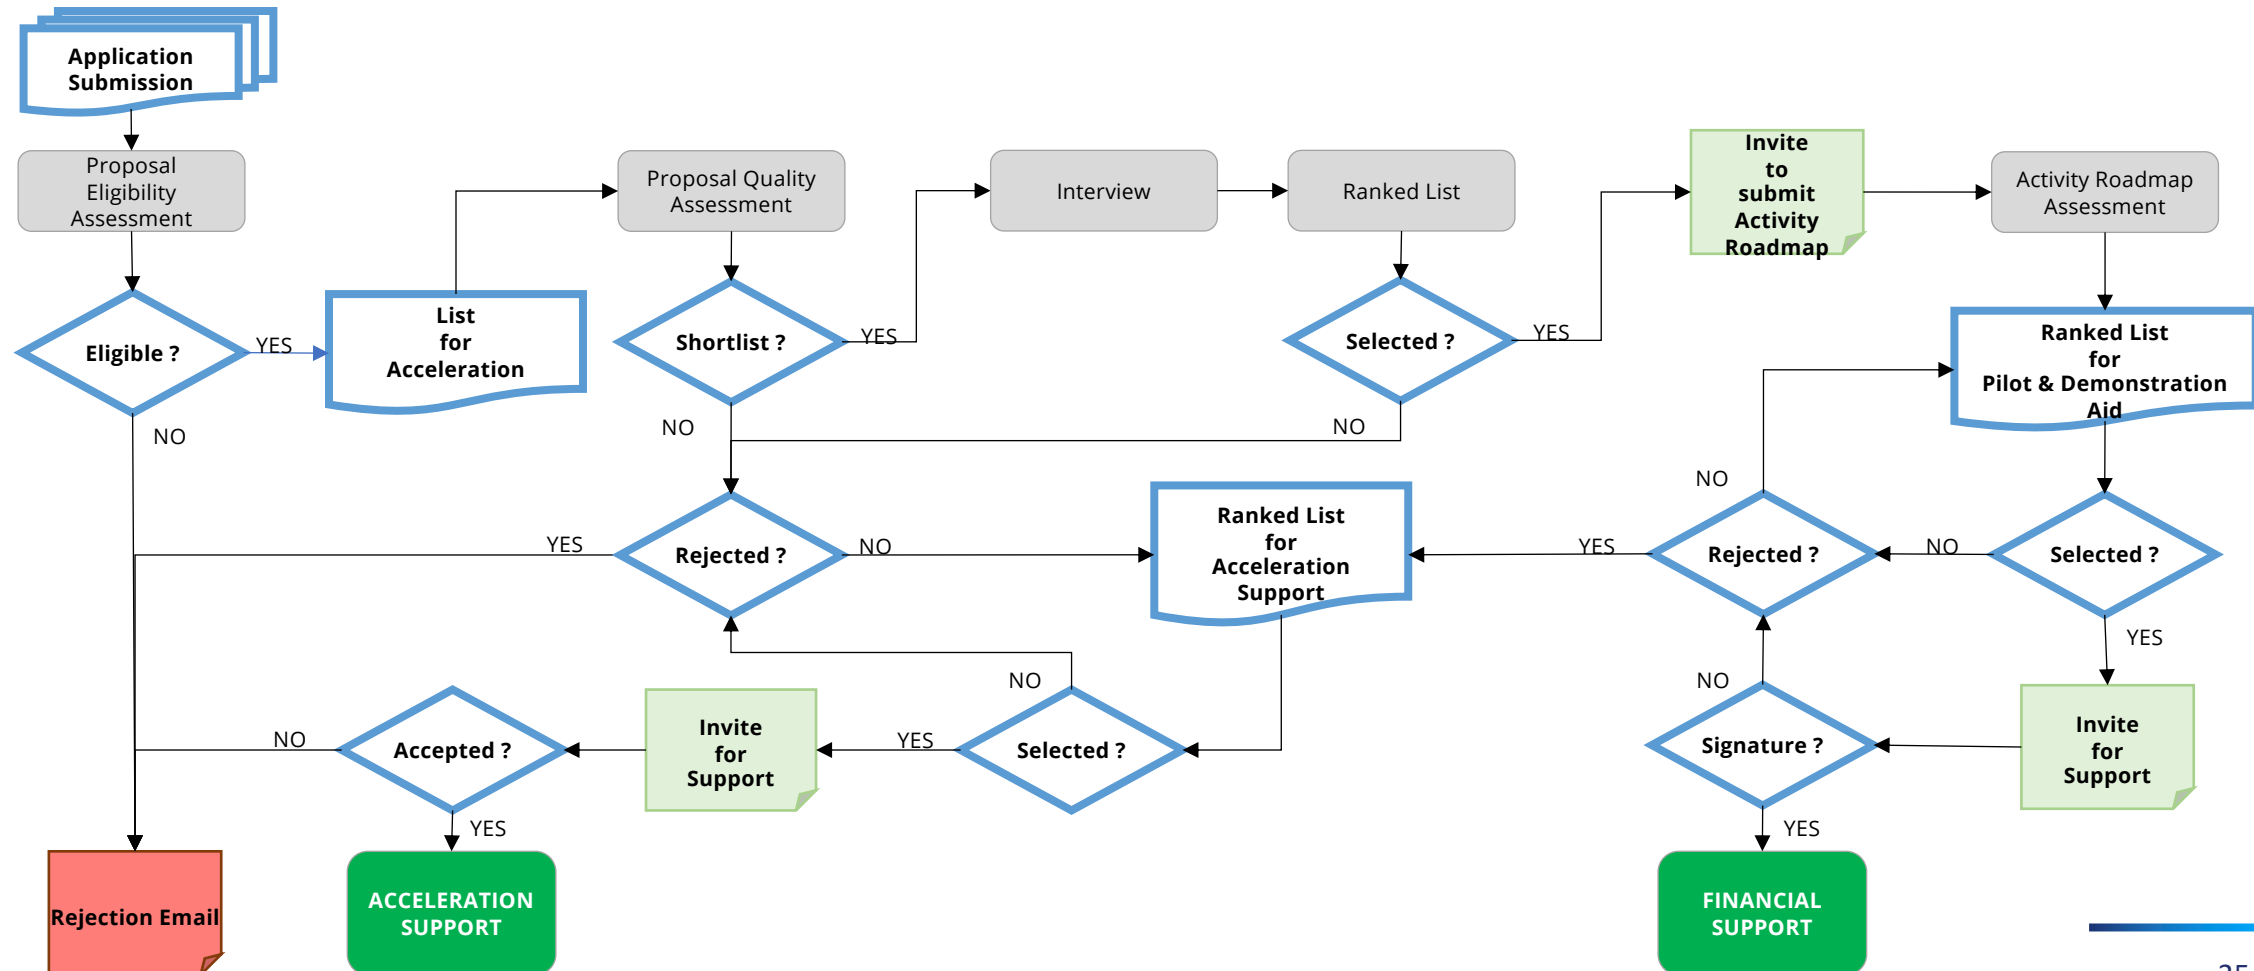 Application
Submission
Proposal
Eligibility
Assessment
Proposal Quality
Assessment
Interview
Ranked List
Invite
to
submit
Activity
Roadmap
Activity Roadmap
Assessment
Eligible ?
YES
List
for
Acceleration
Shortlist ?
YES
Selected ?
YES
Ranked List
for
Pilot & Demonstration
Aid
NO
NO
NO
NO
Rejected ?
YES
NO
Ranked List
for
Acceleration
Support
YES
Rejected ?
NO
Selected ?
YES
NO
NO
NO
Accepted ?
Invite
for
Support
YES
Selected ?
Signature ?
Invite
for
Support
YES
YES
Rejection Email
ACCELERATION
SUPPORT
FINANCIAL
SUPPORT